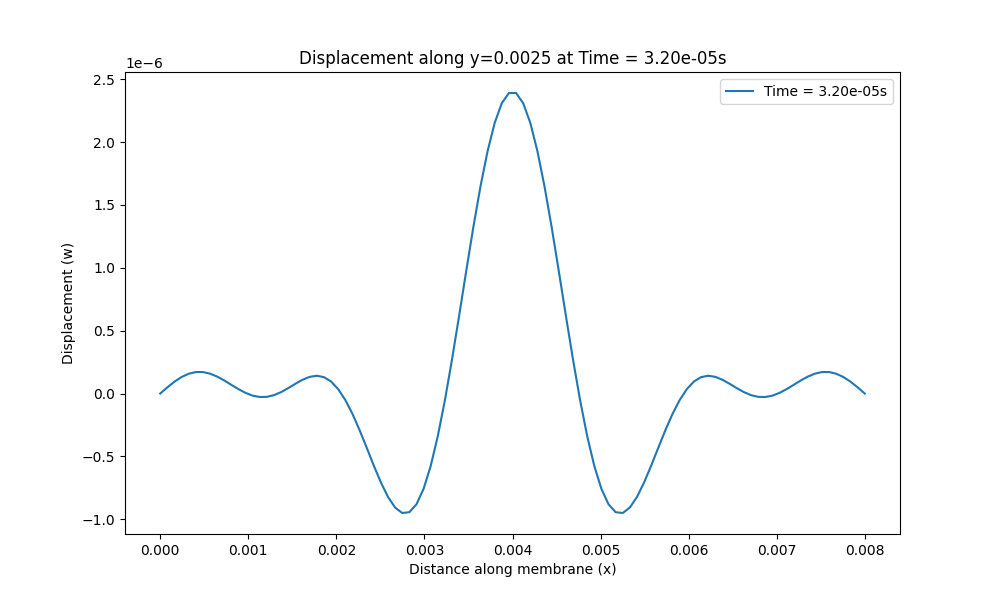 Displacement along y=0.0025 at Time = 3.20e-05s
1e−6
Time = 3.20e-05s
2.5
2.0
1.5
1.0
0.5
0.0
−0.5
−1.0
Displacement (w)
0.000 0.001 0.002 0.003 0.004 0.005 0.006 0.007 0.008
Distance along membrane (x)